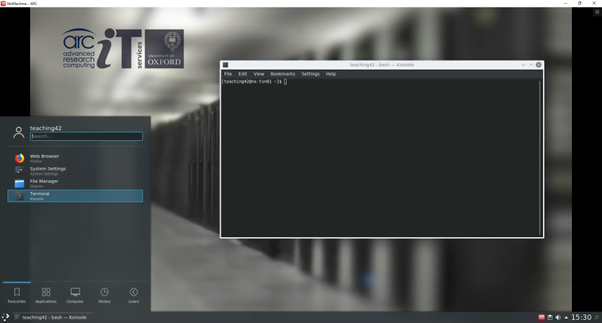 NoMachine - ARC
arc
advanced
research
computing
iT
services
UNIVERSITY OF
OXFORD
teaching42 : bash — Konsole
File Edit View Bookmarks Settings Help
[teaching42@nx-tsn01 ~]$
teaching42
Search...
Web Browser
Firefox
System Settings
System Settings
File Manager
Dolphin
Terminal
Konsole
Favourites Applications Computer History Leave
teaching42 : bash — Konsole
15:30